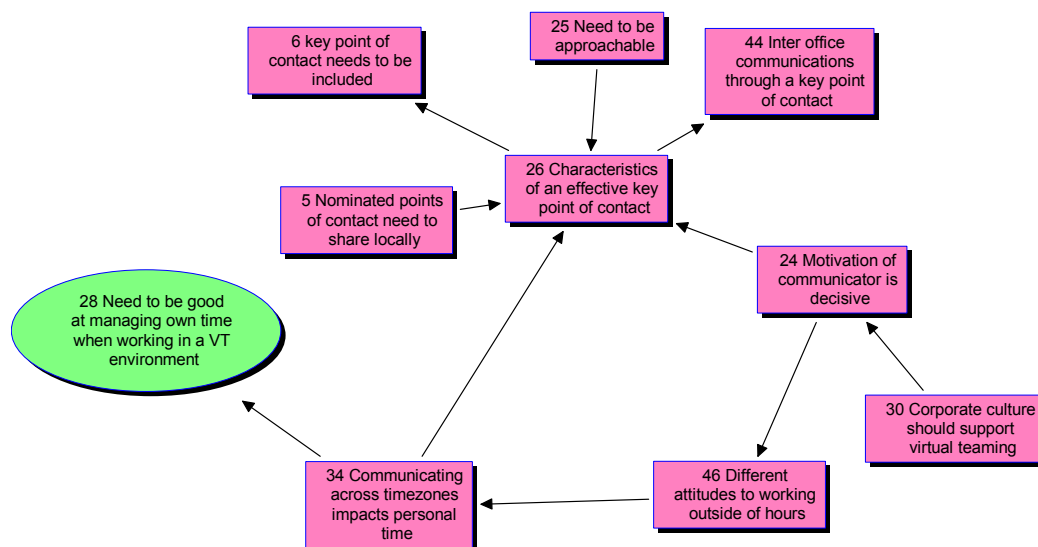 6 key point of
contact needs to be
included
25 Need to be
approachable
44 Inter office
communications
through a key point
of contact
26 Characteristics
of an effective key
point of contact
5 Nominated points
of contact need to
share locally
24 Motivation of
communicator is
decisive
28 Need to be good
at managing own time
when working in a VT
environment
30 Corporate culture
should support
virtual teaming
34 Communicating
across timezones
impacts personal
time
46 Different
attitudes to working
outside of hours